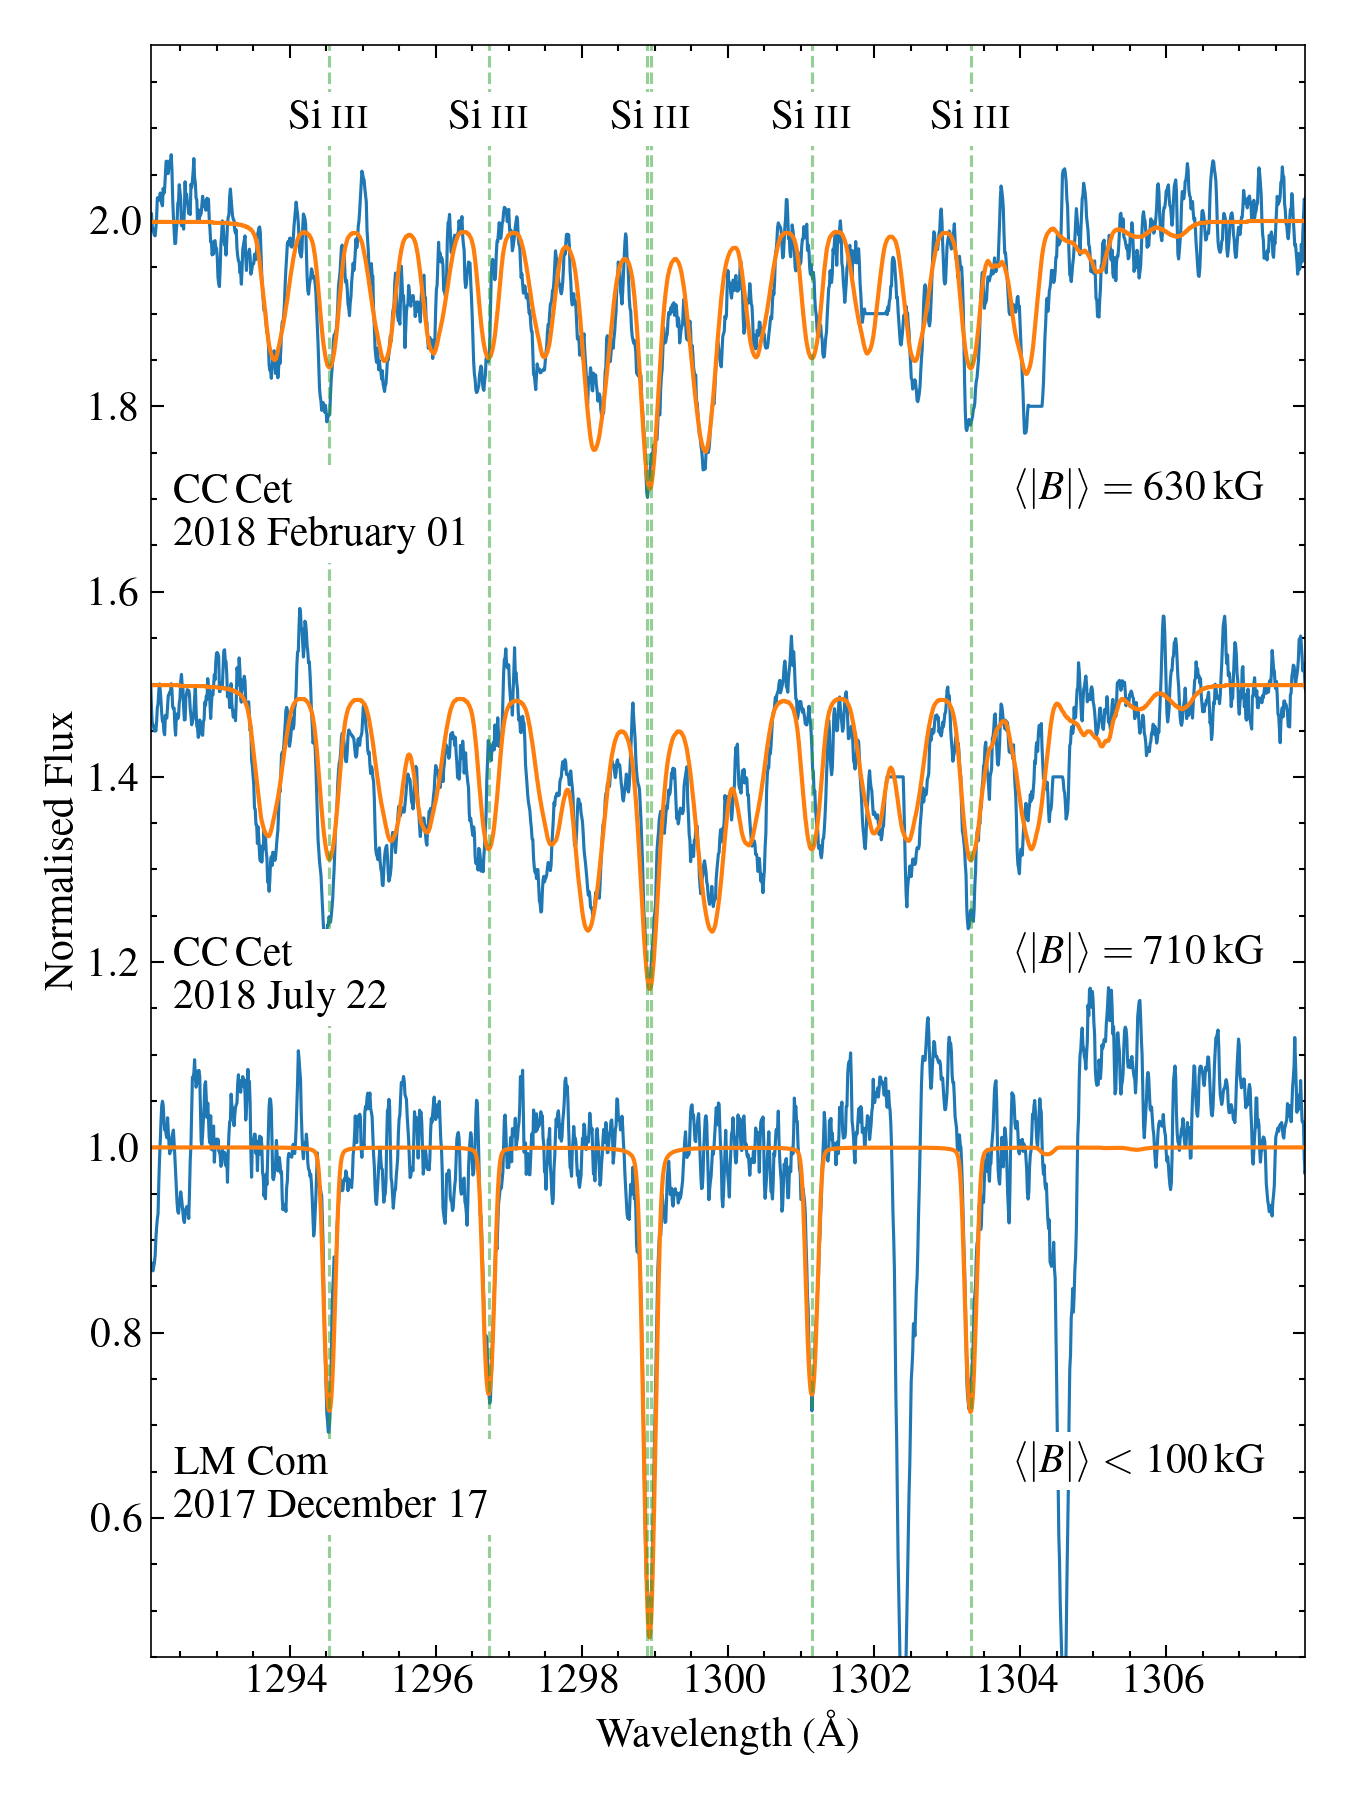 Si III Si III Si III Si III Si III
2.0
1.8
CC Cet
2018 February 01
⟨|B|⟩ = 630 kG
1.6
1.4
Normalised Flux
1.2
CC Cet
2018 July 22
⟨|B|⟩ = 710 kG
1.0
0.8
LM Com
2017 December 17
⟨|B|⟩ < 100 kG
0.6
1294 1296 1298 1300 1302 1304 1306
Wavelength (Å)